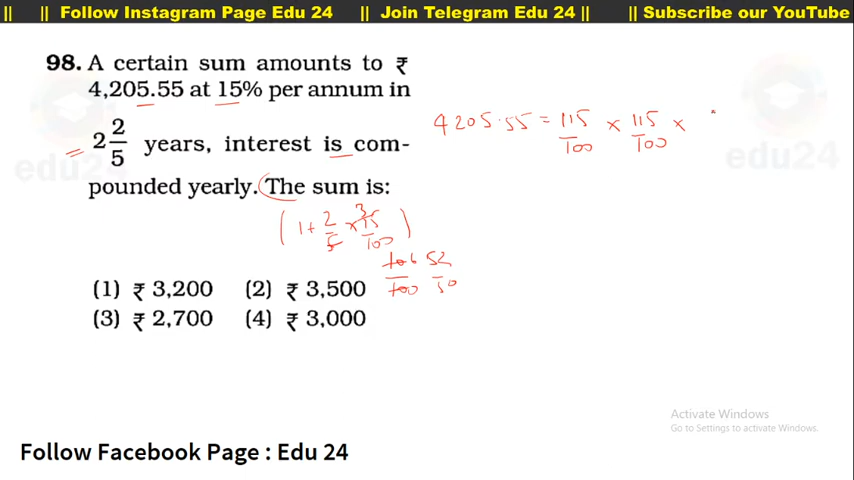 || || Follow Instagram Page Edu 24 || Join Telegram Edu 24 || || Subscribe our YouTube
98. A certain sum amounts to ₹
4,205.55 at 15% per annum in
2 2/5 years, interest is com-
pounded yearly. The sum is:
4205.55 = 115/100 × 115/100 ×
(1 + 2/5 × 15/100)
3
106 52
100 50
(1) ₹ 3,200 (2) ₹ 3,500
(3) ₹ 2,700 (4) ₹ 3,000
edu24
edu24
Activate Windows
Go to Settings to activate Windows.
Follow Facebook Page : Edu 24